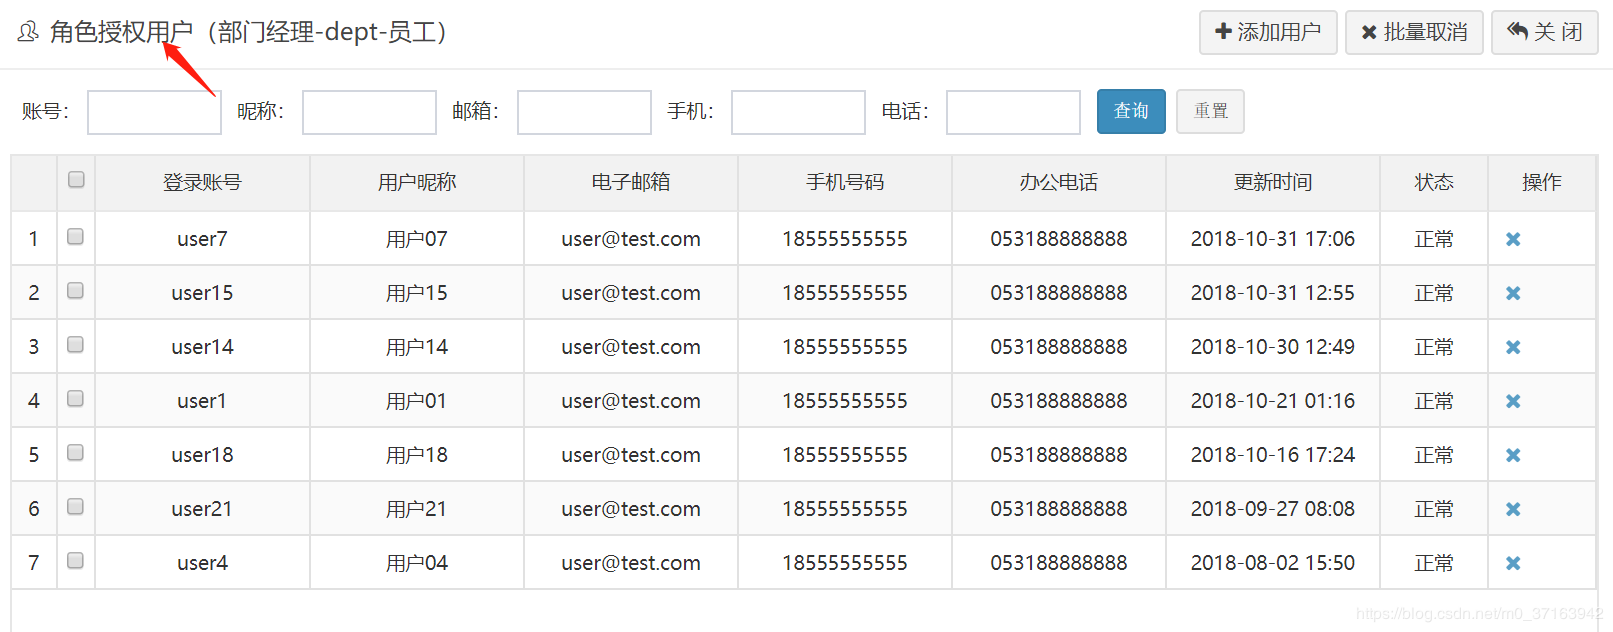 角色授权用户（部门经理-dept-员工） 添加用户 批量取消 关 闭
账号： 昵称： 邮箱： 手机： 电话： 查询 重置
登录账号 用户昵称 电子邮箱 手机号码 办公电话 更新时间 状态 操作
1 user7 用户07 user@test.com 18555555555 053188888888 2018-10-31 17:06 正常
2 user15 用户15 user@test.com 18555555555 053188888888 2018-10-31 12:55 正常
3 user14 用户14 user@test.com 18555555555 053188888888 2018-10-30 12:49 正常
4 user1 用户01 user@test.com 18555555555 053188888888 2018-10-21 01:16 正常
5 user18 用户18 user@test.com 18555555555 053188888888 2018-10-16 17:24 正常
6 user21 用户21 user@test.com 18555555555 053188888888 2018-09-27 08:08 正常
7 user4 用户04 user@test.com 18555555555 053188888888 2018-08-02 15:50 正常
https://blog.csdn.net/m0_37163942